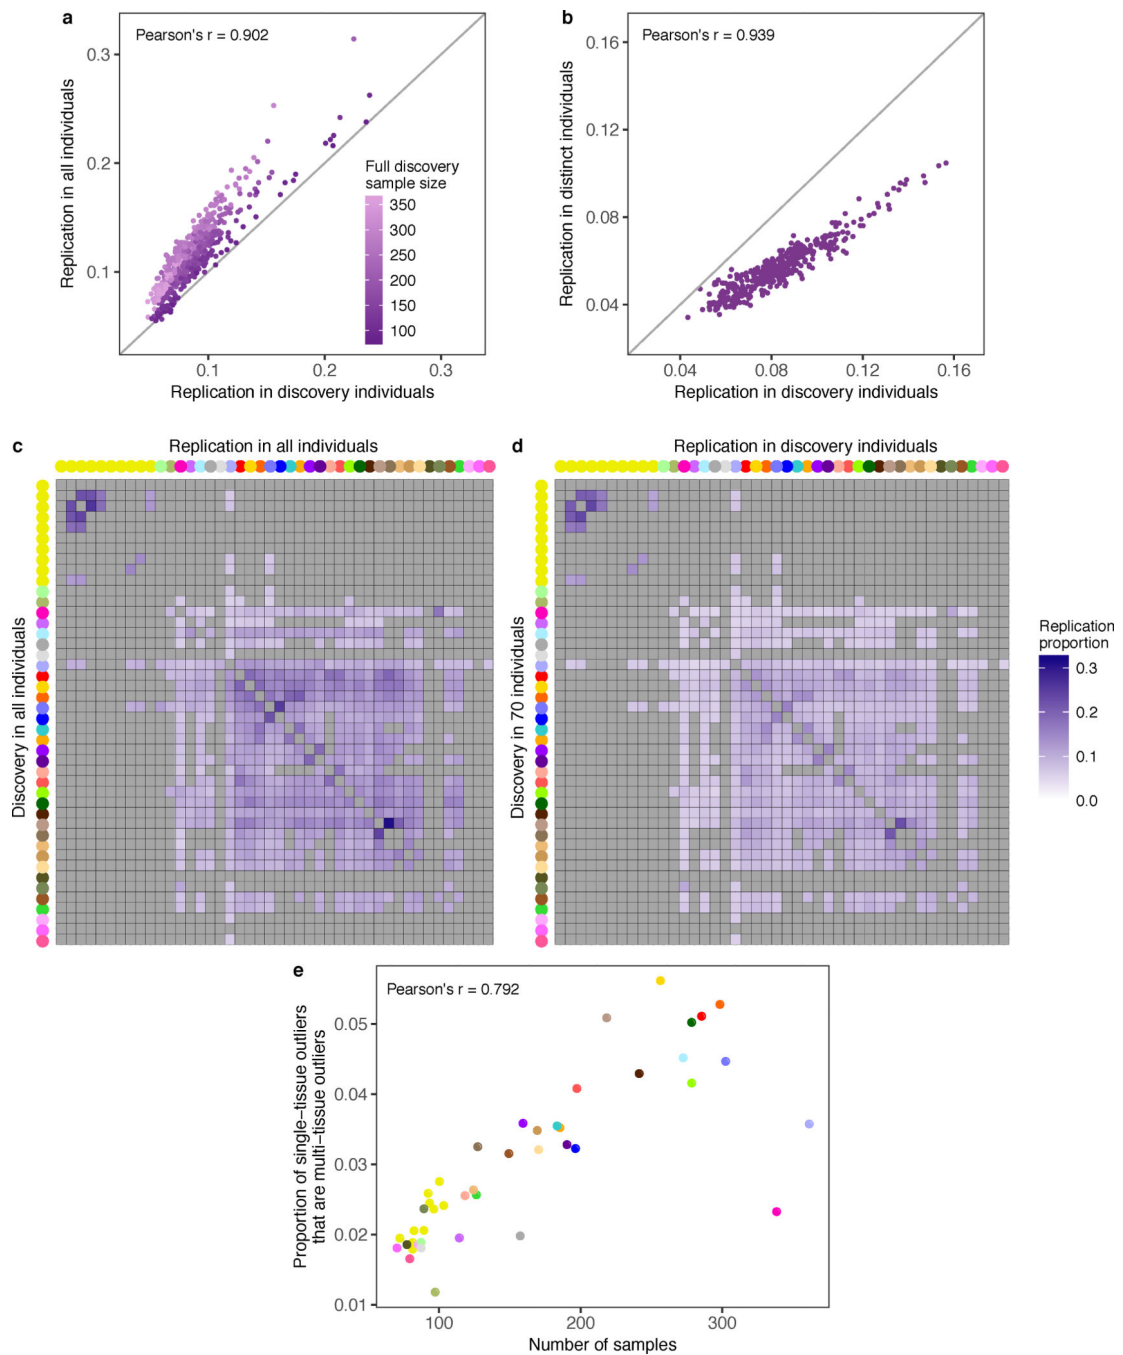 a
Pearson's r = 0.902
0.3
0.2
0.1
Replication in all individuals
Full discovery
sample size
350
300
250
200
150
100
0.1 0.2 0.3
Replication in discovery individuals
b
Pearson's r = 0.939
0.16
0.12
0.08
0.04
Replication in distinct individuals
0.04 0.08 0.12 0.16
Replication in discovery individuals
c
Replication in all individuals
Discovery in all individuals
d
Replication in discovery individuals
Discovery in 70 individuals
Replication
proportion
0.3
0.2
0.1
0.0
e
Pearson's r = 0.792
Proportion of single−tissue outliers
that are multi−tissue outliers
0.05
0.04
0.03
0.02
0.01
100 200 300
Number of samples